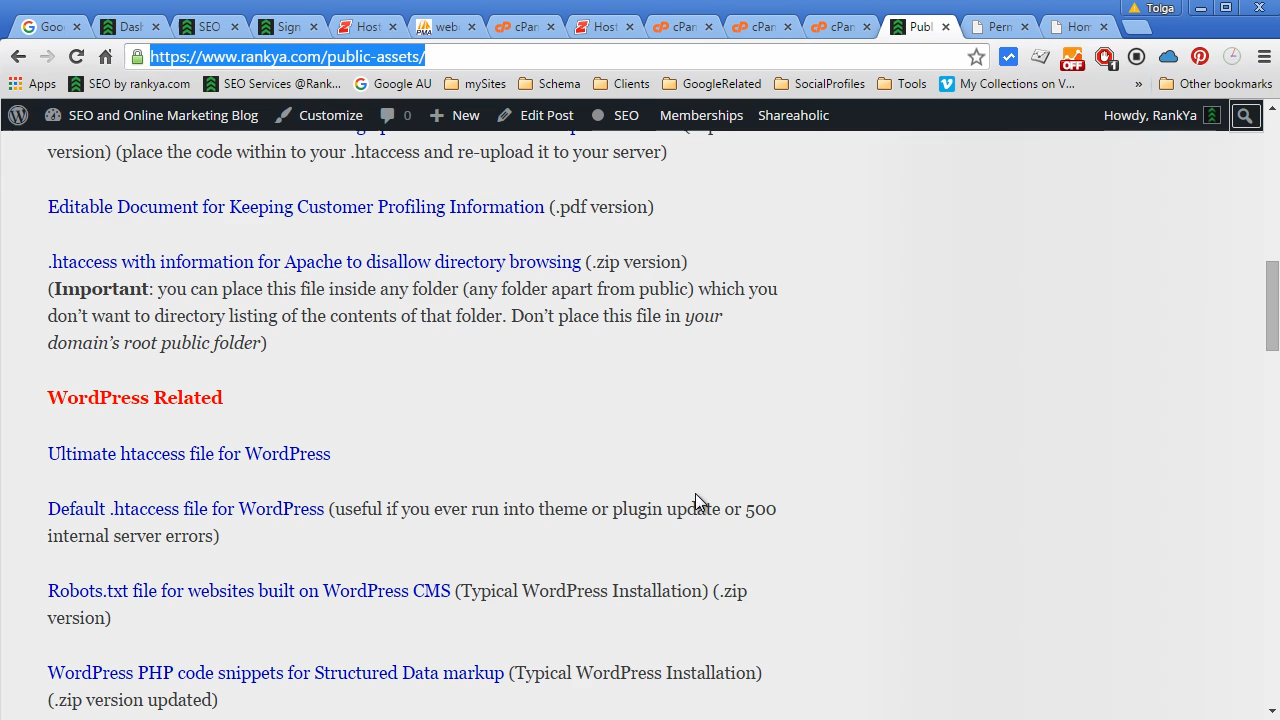 Tolga
Goo
Dash
SEO
Sign
Host
webc
cPan
Host
cPan
cPan
cPan
Publ
Perm
Hom
https://www.rankya.com/public-assets/
OFF
1
Apps
SEO by rankya.com
SEO Services @Rank...
Google AU
mySites
Schema
Clients
GoogleRelated
SocialProfiles
Tools
My Collections on V...
»
Other bookmarks
SEO and Online Marketing Blog
Customize
0
New
Edit Post
SEO
Memberships
Shareaholic
Howdy, RankYa
version) (place the code within to your .htaccess and re-upload it to your server)
Editable Document for Keeping Customer Profiling Information (.pdf version)
.htaccess with information for Apache to disallow directory browsing (.zip version)
(Important: you can place this file inside any folder (any folder apart from public) which you
don’t want to directory listing of the contents of that folder. Don’t place this file in your
domain’s root public folder)
WordPress Related
Ultimate htaccess file for WordPress
Default .htaccess file for WordPress (useful if you ever run into theme or plugin update or 500
internal server errors)
Robots.txt file for websites built on WordPress CMS (Typical WordPress Installation) (.zip
version)
WordPress PHP code snippets for Structured Data markup (Typical WordPress Installation)
(.zip version updated)